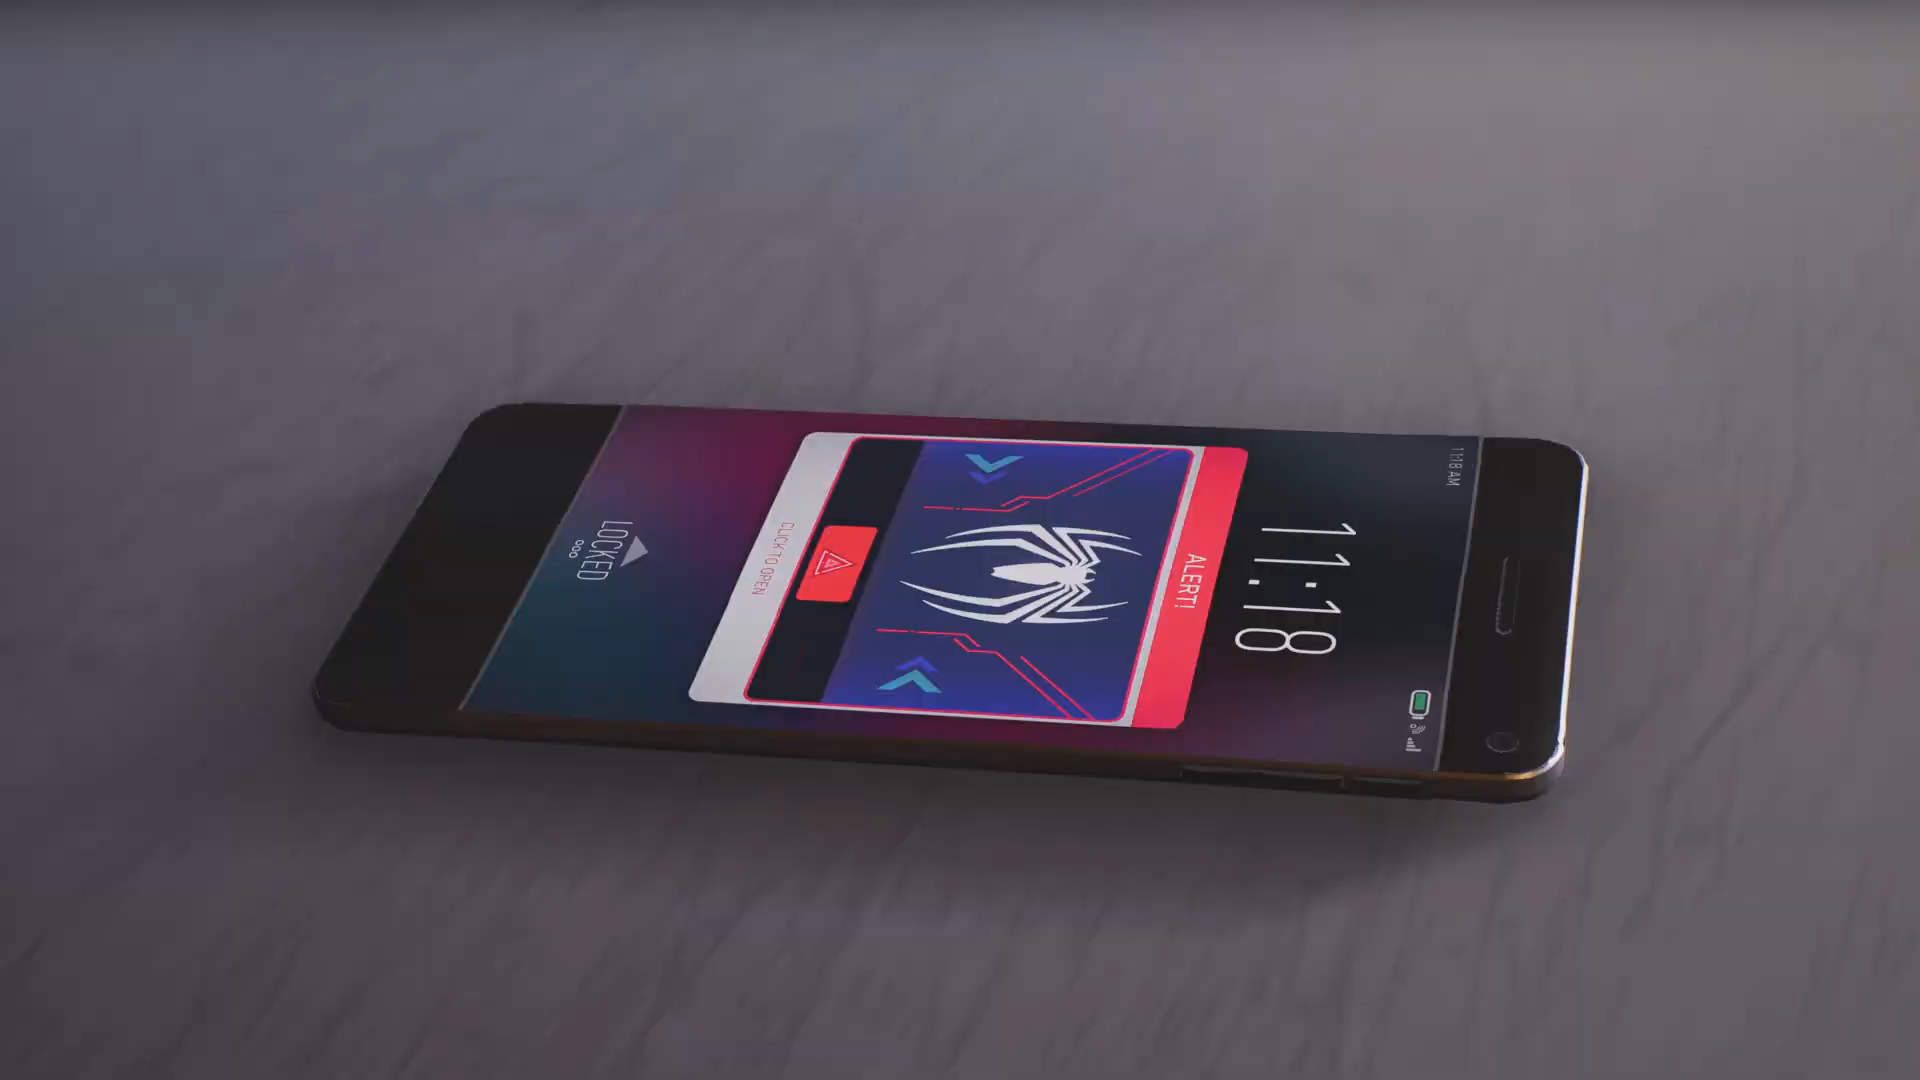 11:18 AM
11:18
ALERT!
CLICK TO OPEN
LOCKED